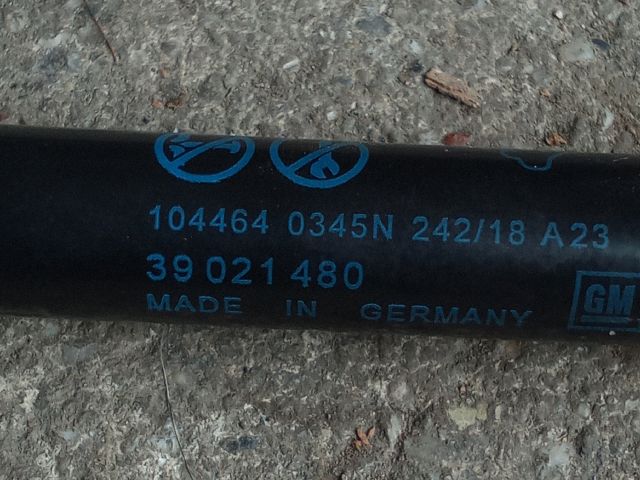 104464 0345N 242/18 A23
39 021 480
MADE IN GERMANY
GM